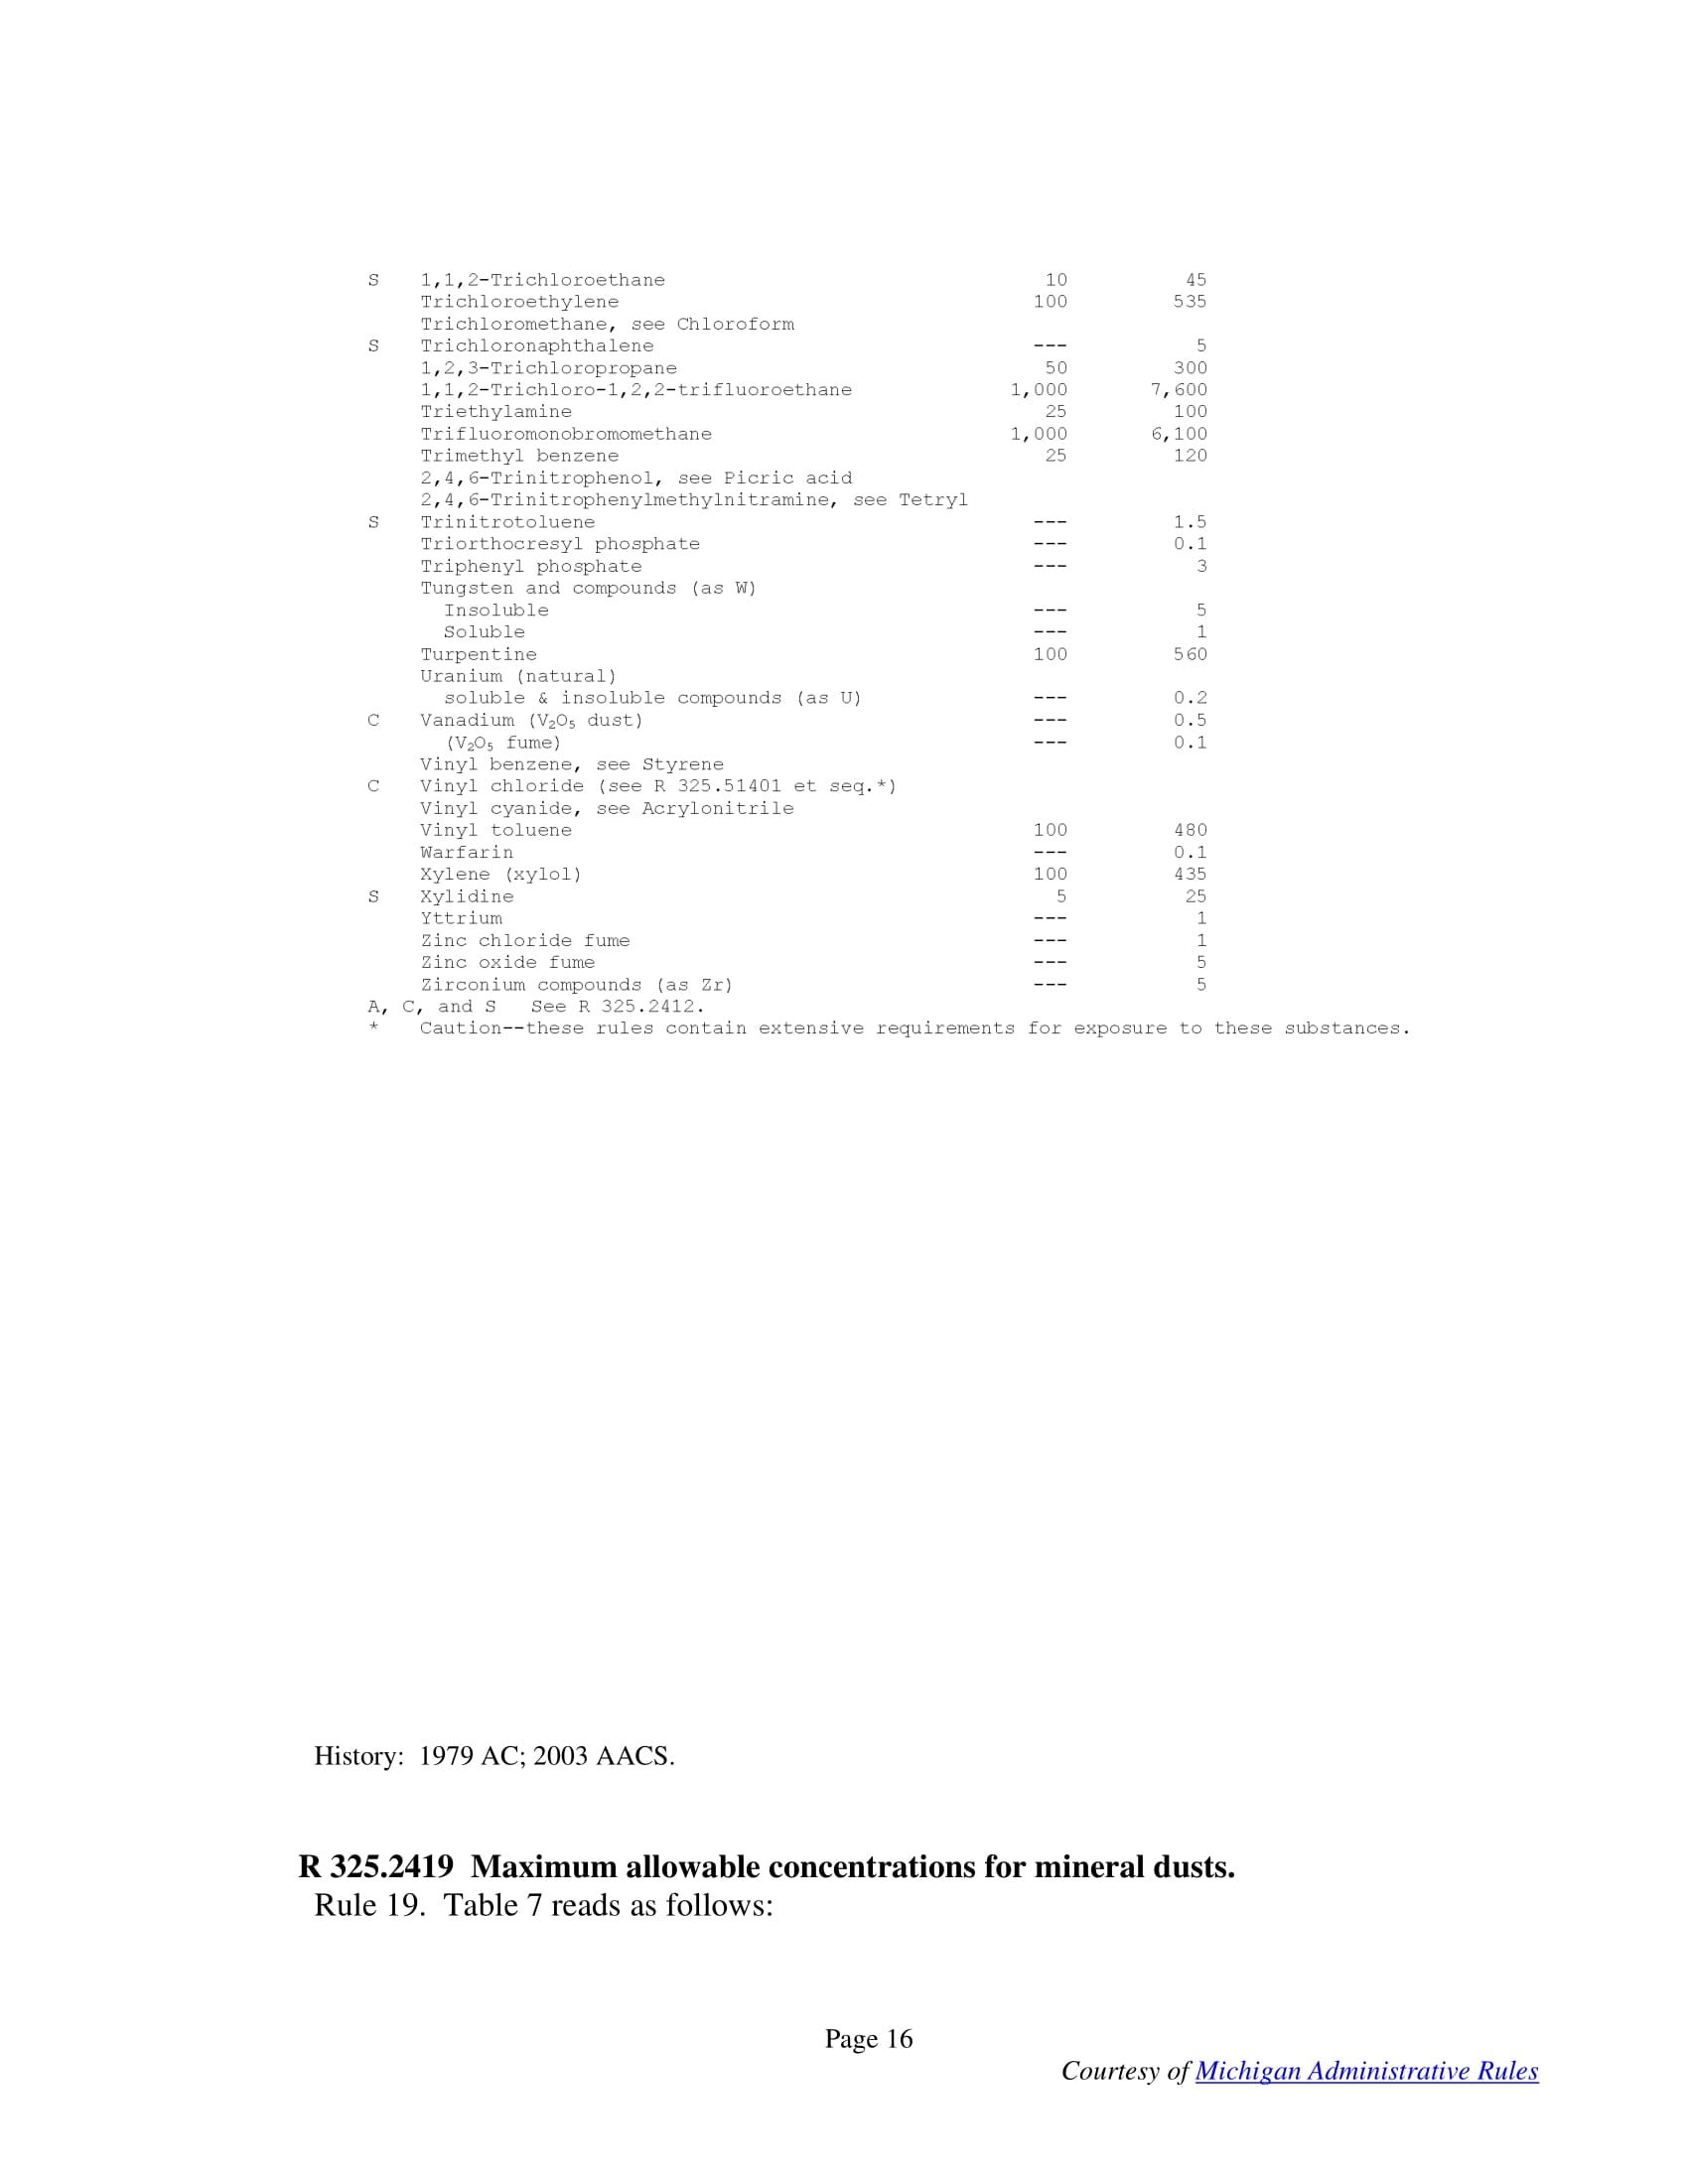 S 1,1,2-Trichloroethane 10 45
Trichloroethylene 100 535
Trichloromethane, see Chloroform
S Trichloronaphthalene --- 5
1,2,3-Trichloropropane 50 300
1,1,2-Trichloro-1,2,2-trifluoroethane 1,000 7,600
Triethylamine 25 100
Trifluoromonobromomethane 1,000 6,100
Trimethyl benzene 25 120
2,4,6-Trinitrophenol, see Picric acid
2,4,6-Trinitrophenylmethylnitramine, see Tetryl
S Trinitrotoluene --- 1.5
Triorthocresyl phosphate --- 0.1
Triphenyl phosphate --- 3
Tungsten and compounds (as W)
Insoluble --- 5
Soluble --- 1
Turpentine 100 560
Uranium (natural)
soluble & insoluble compounds (as U) --- 0.2
C Vanadium (V₂O₅ dust) --- 0.5
(V₂O₅ fume) --- 0.1
Vinyl benzene, see Styrene
C Vinyl chloride (see R 325.51401 et seq.*)
Vinyl cyanide, see Acrylonitrile
Vinyl toluene 100 480
Warfarin --- 0.1
Xylene (xylol) 100 435
S Xylidine 5 25
Yttrium --- 1
Zinc chloride fume --- 1
Zinc oxide fume --- 5
Zirconium compounds (as Zr) --- 5
A, C, and S See R 325.2412.
* Caution--these rules contain extensive requirements for exposure to these substances.
History: 1979 AC; 2003 AACS.
R 325.2419 Maximum allowable concentrations for mineral dusts.
Rule 19. Table 7 reads as follows:
Page 16
Courtesy of Michigan Administrative Rules